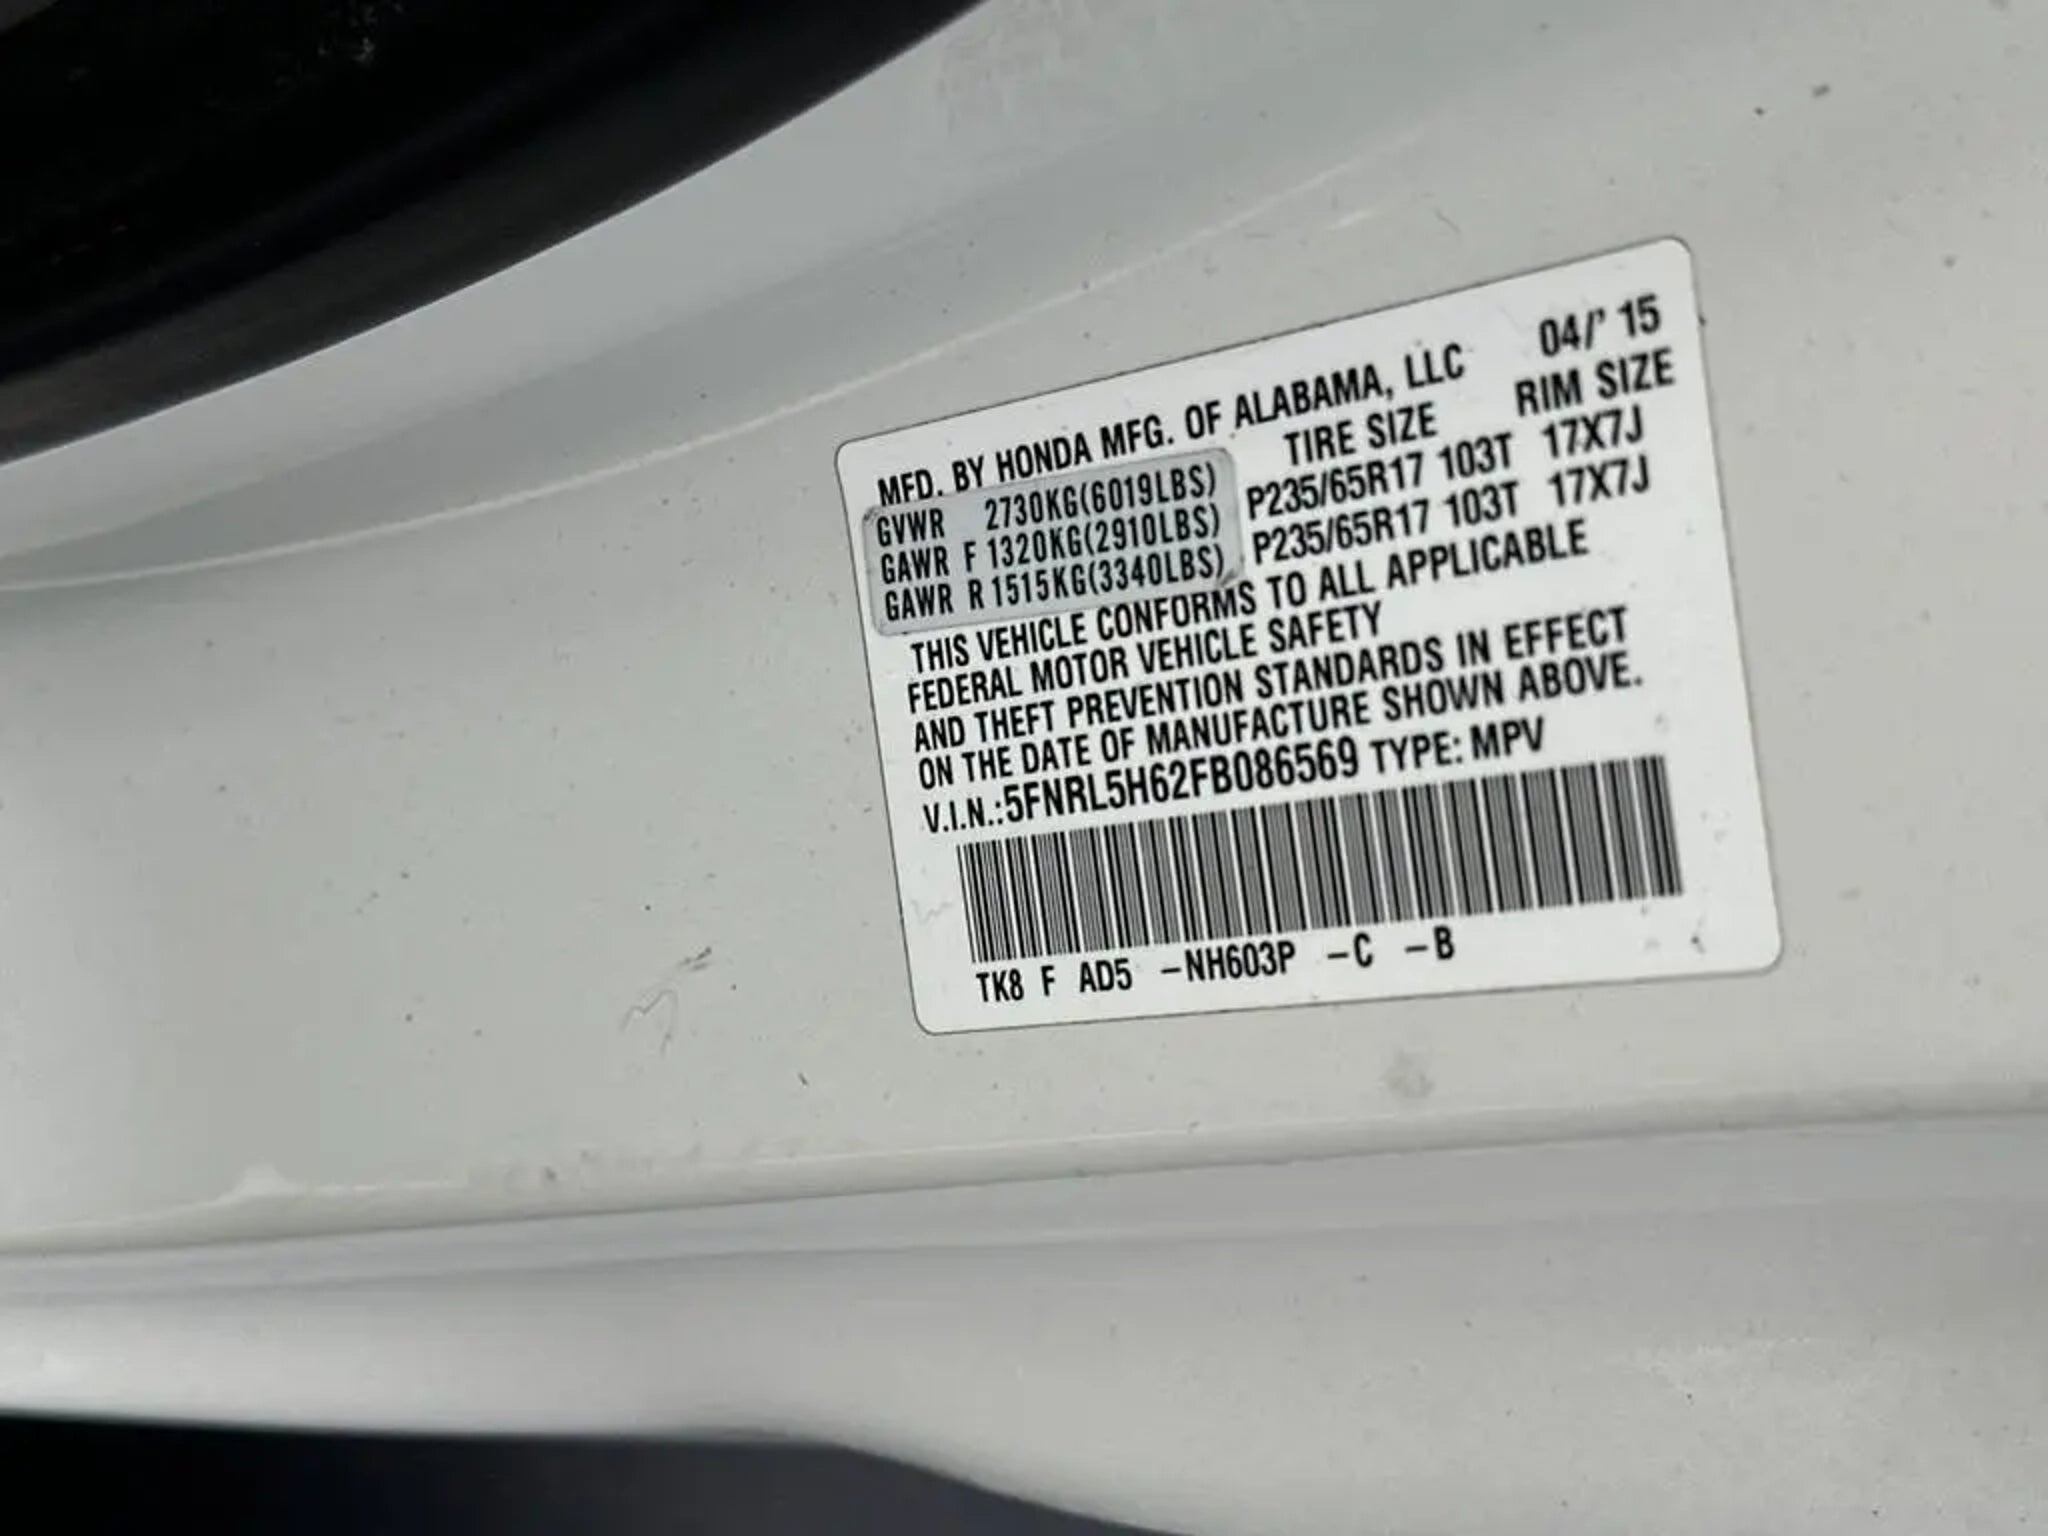 MFD. BY HONDA MFG. OF ALABAMA, LLC 04/' 15
TIRE SIZE RIM SIZE
GVWR 2730KG(6019LBS)
GAWR F 1320KG(2910LBS) P235/65R17 103T 17X7J
GAWR R 1515KG(3340LBS) P235/65R17 103T 17X7J
THIS VEHICLE CONFORMS TO ALL APPLICABLE
FEDERAL MOTOR VEHICLE SAFETY
AND THEFT PREVENTION STANDARDS IN EFFECT
ON THE DATE OF MANUFACTURE SHOWN ABOVE.
V.I.N.:5FNRL5H62FB086569 TYPE: MPV
TK8 F AD5 -NH603P -C -B